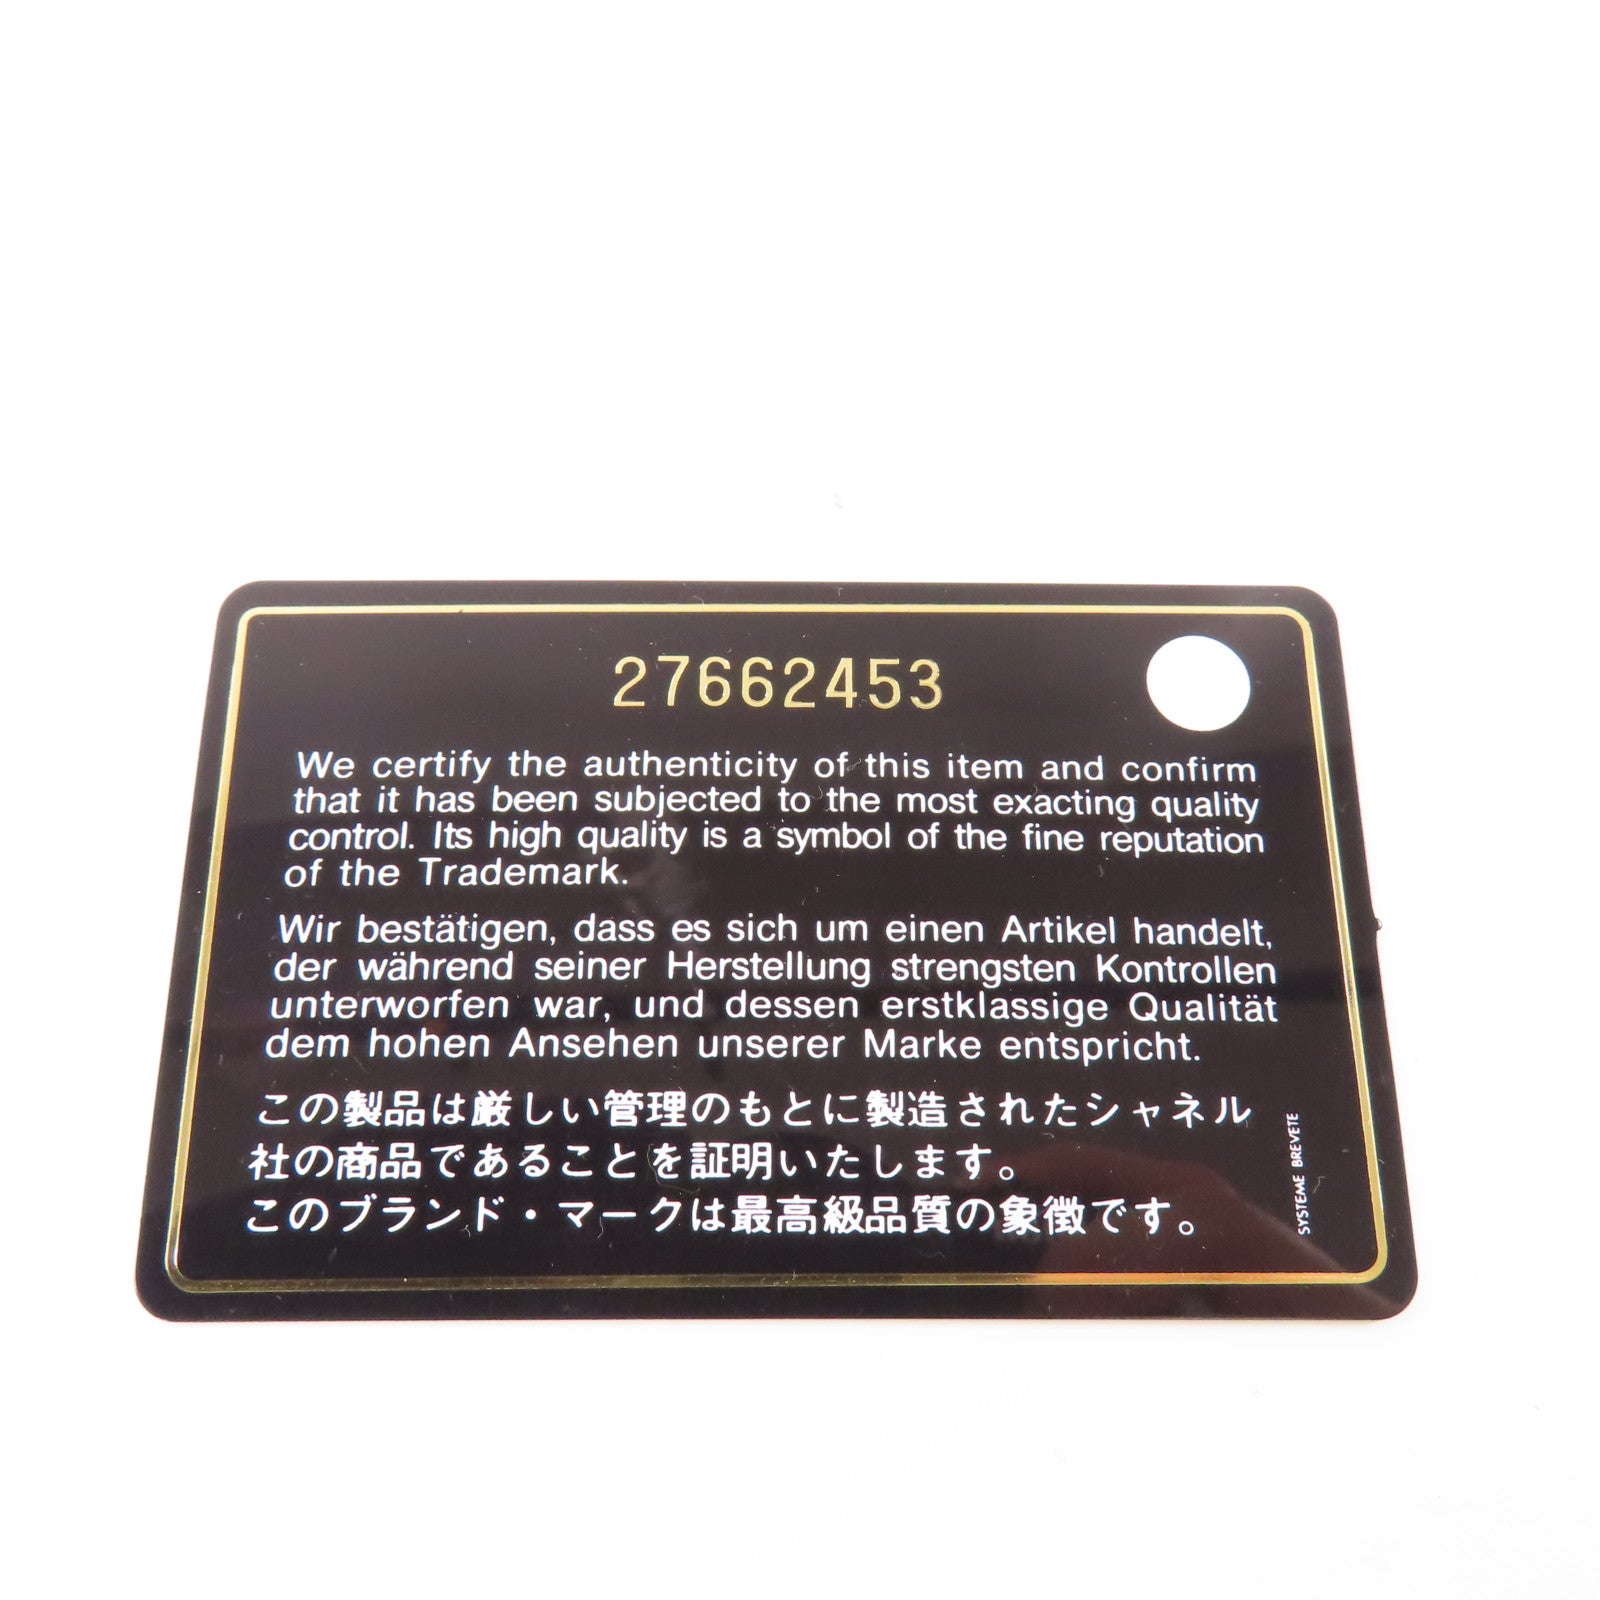 27662453
We certify the authenticity of this item and confirm
that it has been subjected to the most exacting quality
control. Its high quality is a symbol of the fine reputation
of the Trademark.
Wir bestätigen, dass es sich um einen Artikel handelt,
der während seiner Herstellung strengsten Kontrollen
unterworfen war, und dessen erstklassige Qualität
dem hohen Ansehen unserer Marke entspricht.
この製品は厳しい管理のもとに製造されたシャネル
社の商品であることを証明いたします。
このブランド・マークは最高級品質の象徴です。
SYSTEME BREVETE